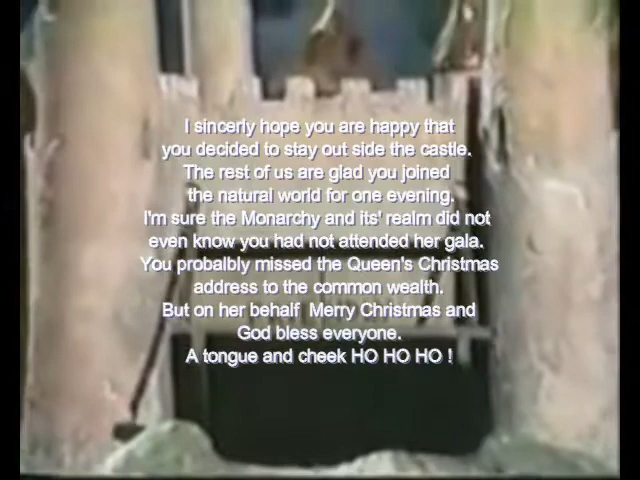 I sincerly hope you are happy that
you decided to stay out side the castle.
The rest of us are glad you joined
the natural world for one evening.
I'm sure the Monarchy and its' realm did not
even know you had not attended her gala.
You probalbly missed the Queen's Christmas
address to the common wealth.
But on her behalf  Merry Christmas and
God bless everyone.
A tongue and cheek HO HO HO !